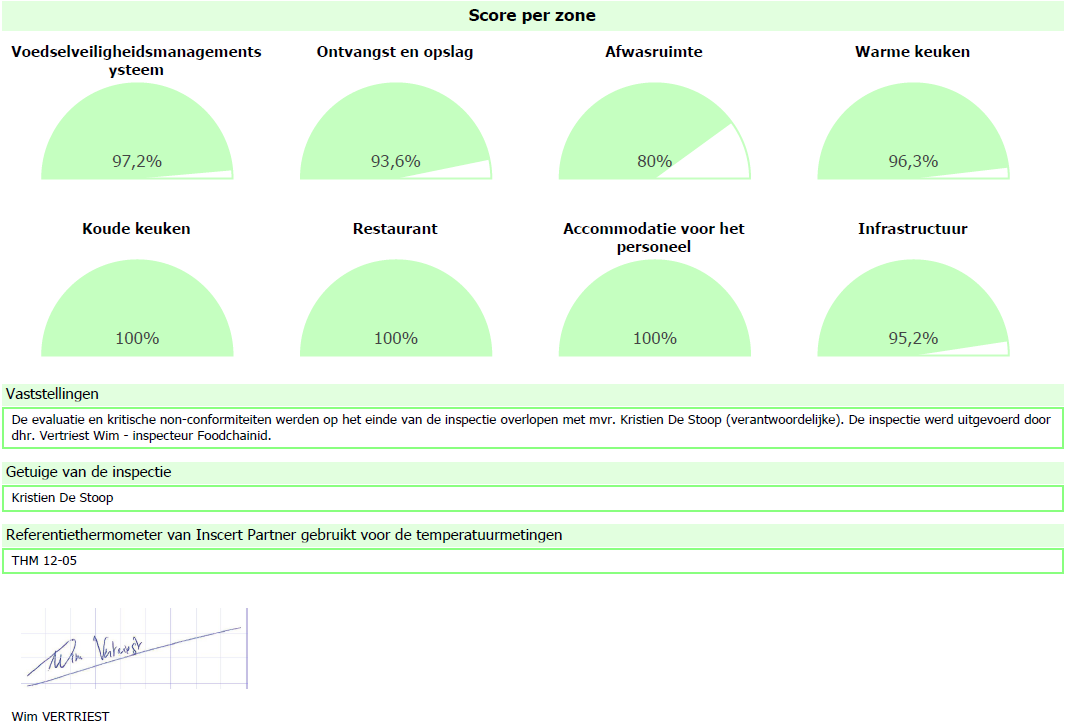 Score per zone
Voedselveiligheidsmanagements
ysteem
Ontvangst en opslag
Afwasruimte
Warme keuken
97,2%
93,6%
80%
96,3%
Koude keuken
Restaurant
Accommodatie voor het
personeel
Infrastructuur
100%
100%
100%
95,2%
Vaststellingen
De evaluatie en kritische non-conformiteiten werden op het einde van de inspectie overlopen met mvr. Kristien De Stoop (verantwoordelijke). De inspectie werd uitgevoerd door
dhr. Vertriest Wim - inspecteur Foodchainid.
Getuige van de inspectie
Kristien De Stoop
Referentiethermometer van Inscert Partner gebruikt voor de temperatuurmetingen
THM 12-05
Wim Vertriest
Wim VERTRIEST